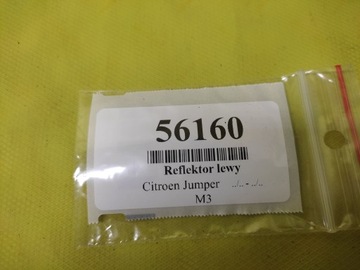 56160
Reflektor lewy
Citroen Jumper ../.. - ../..
M3